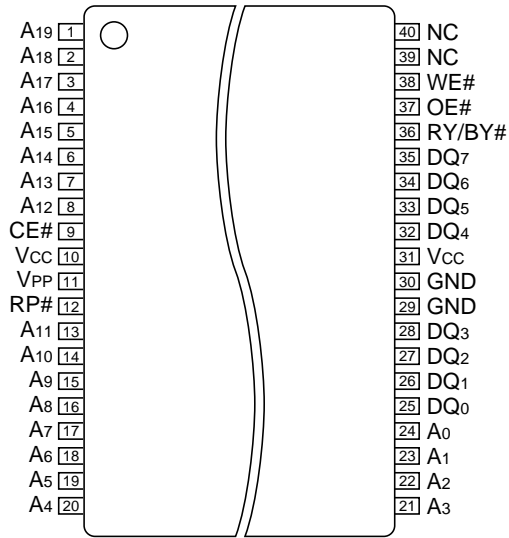 A19 1 40 NC
A18 2 39 NC
A17 3 38 WE#
A16 4 37 OE#
A15 5 36 RY/BY#
A14 6 35 DQ7
A13 7 34 DQ6
A12 8 33 DQ5
CE# 9 32 DQ4
VCC 10 31 VCC
VPP 11 30 GND
RP# 12 29 GND
A11 13 28 DQ3
A10 14 27 DQ2
A9 15 26 DQ1
A8 16 25 DQ0
A7 17 24 A0
A6 18 23 A1
A5 19 22 A2
A4 20 21 A3